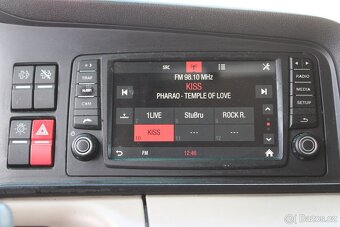 SRC
TRAF
RADIO
FM 98.10 MHz
KISS
MEDIA
PHARAO - TEMPLE OF LOVE
CAM
SETUP
1LIVE
StuBru
ROCK R.
KISS
---
---
FM
12:46
© bazos.cz